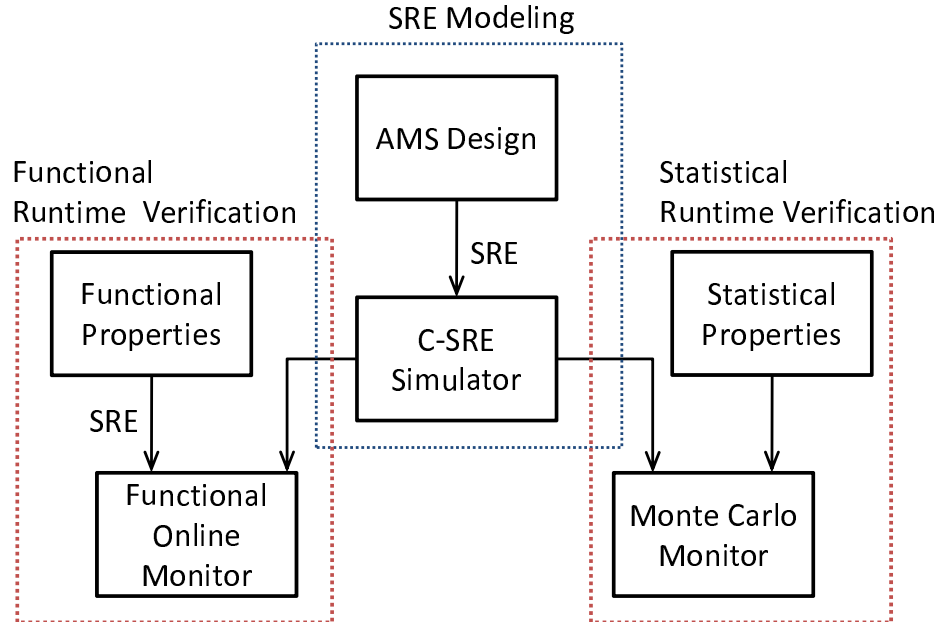 SRE Modeling
AMS Design
SRE
C-SRE
Simulator
Functional
Runtime Verification
Functional
Properties
SRE
Functional
Online
Monitor
Statistical
Runtime Verification
Statistical
Properties
Monte Carlo
Monitor